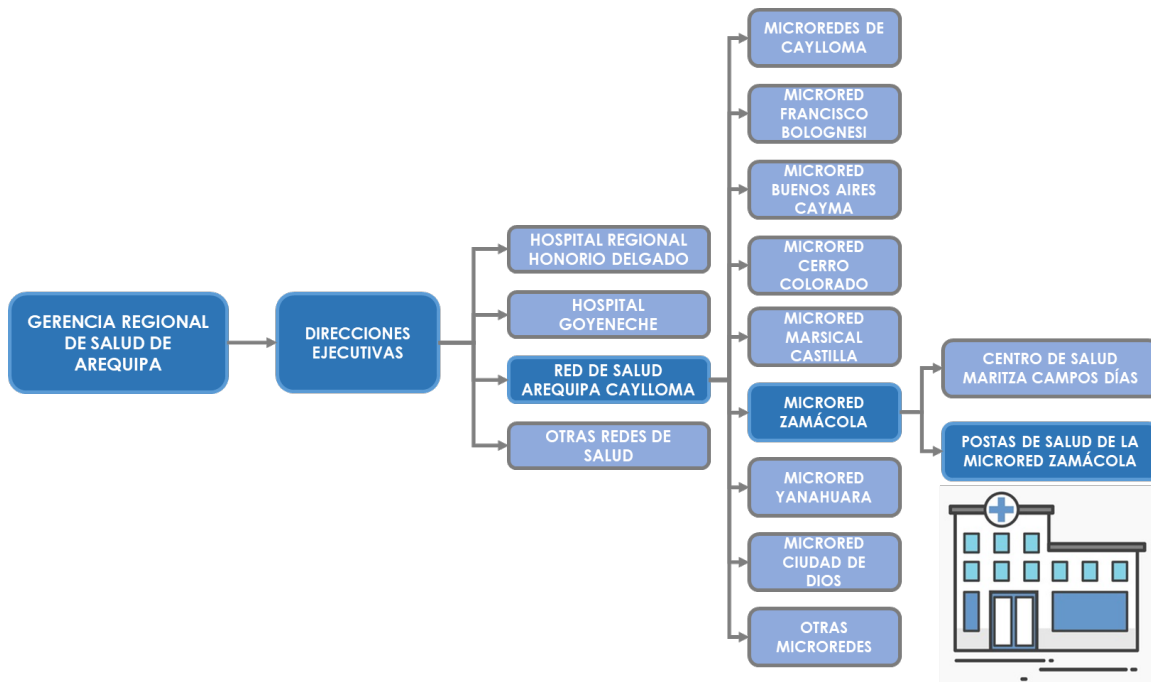 GERENCIA REGIONAL
DE SALUD DE
AREQUIPA
DIRECCIONES
EJECUTIVAS
HOSPITAL REGIONAL
HONORIO DELGADO
HOSPITAL
GOYENECHE
RED DE SALUD
AREQUIPA CAYLLOMA
OTRAS REDES DE
SALUD
MICROREDES DE
CAYLLOMA
MICRORED
FRANCISCO
BOLOGNESI
MICRORED
BUENOS AIRES
CAYMA
MICRORED
CERRO
COLORADO
MICRORED
MARSICAL
CASTILLA
MICRORED
ZAMÁCOLA
MICRORED
YANAHUARA
MICRORED
CIUDAD DE
DIOS
OTRAS
MICROREDES
CENTRO DE SALUD
MARITZA CAMPOS DÍAS
POSTAS DE SALUD DE LA
MICRORED ZAMÁCOLA